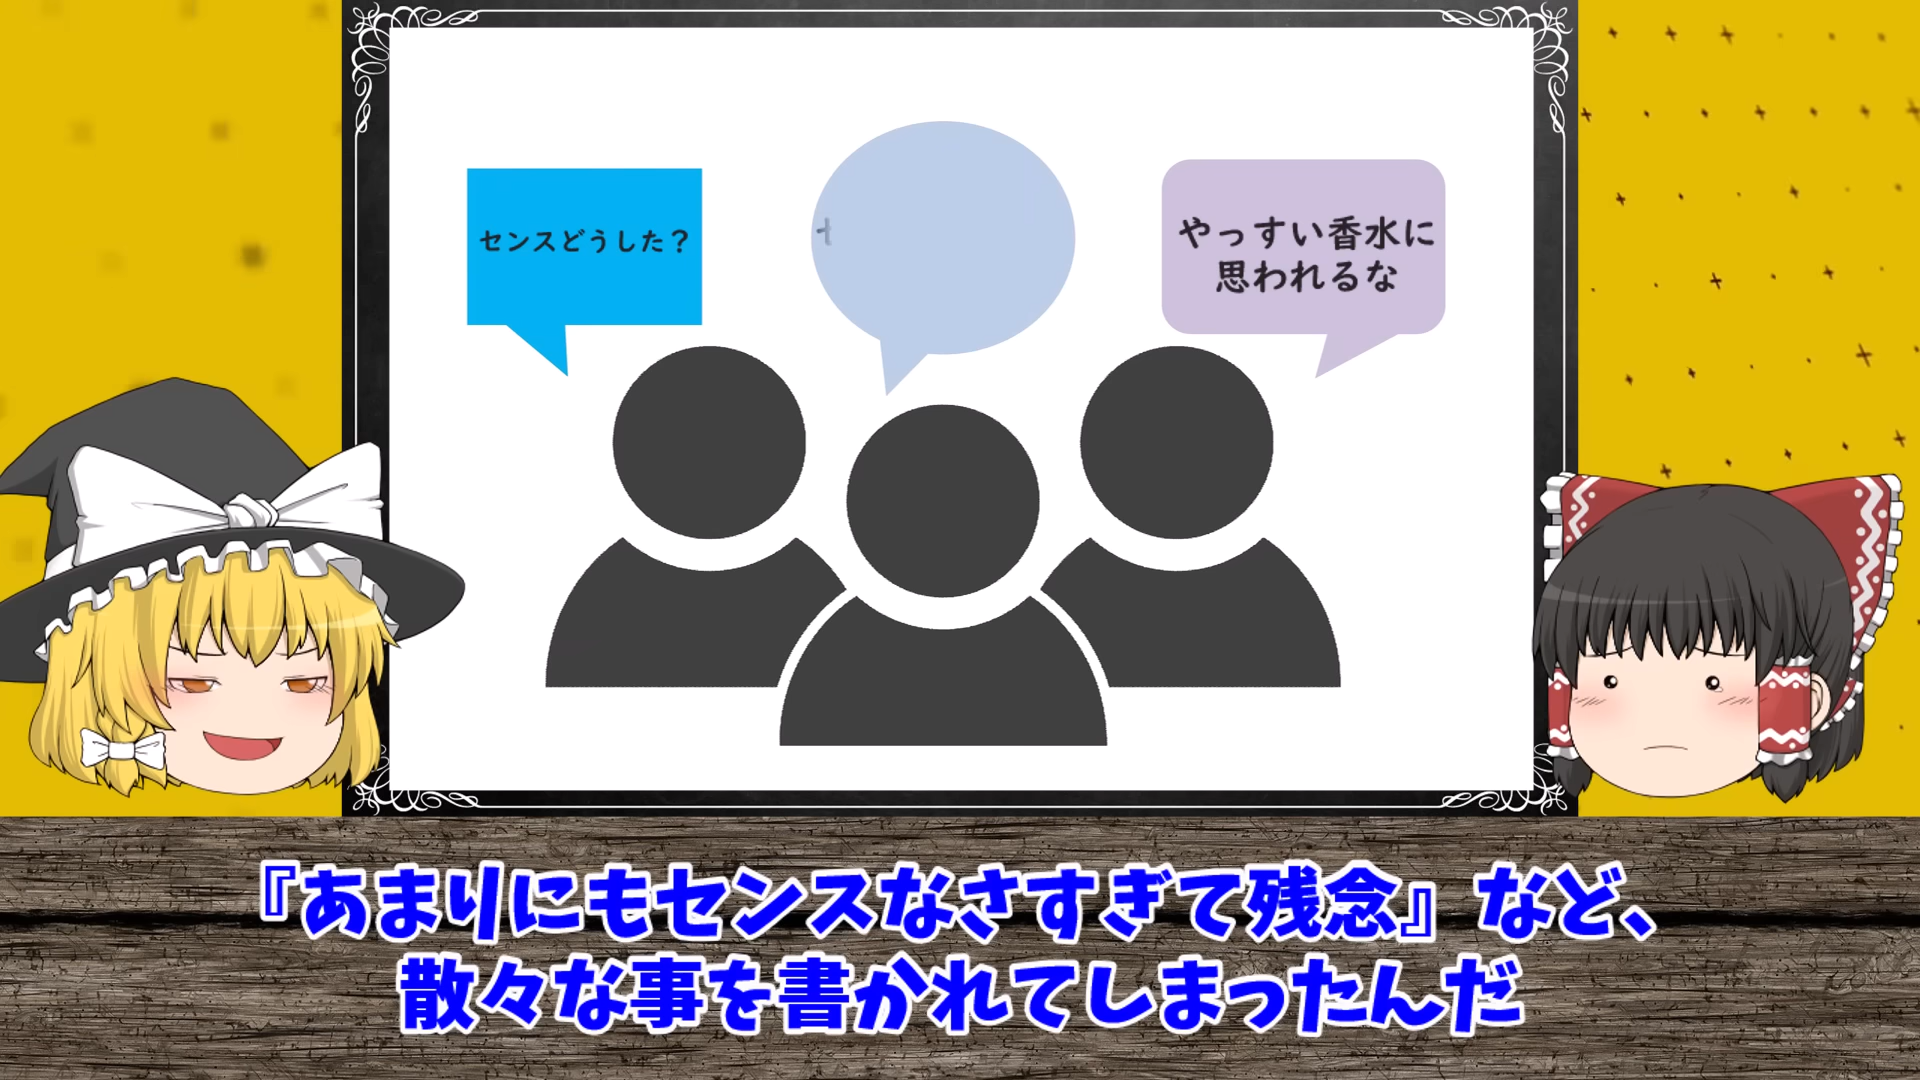 センスどうした？
やっすい香水に
思われるな
『あまりにもセンスなさすぎて残念』など、
散々な事を書かれてしまったんだ